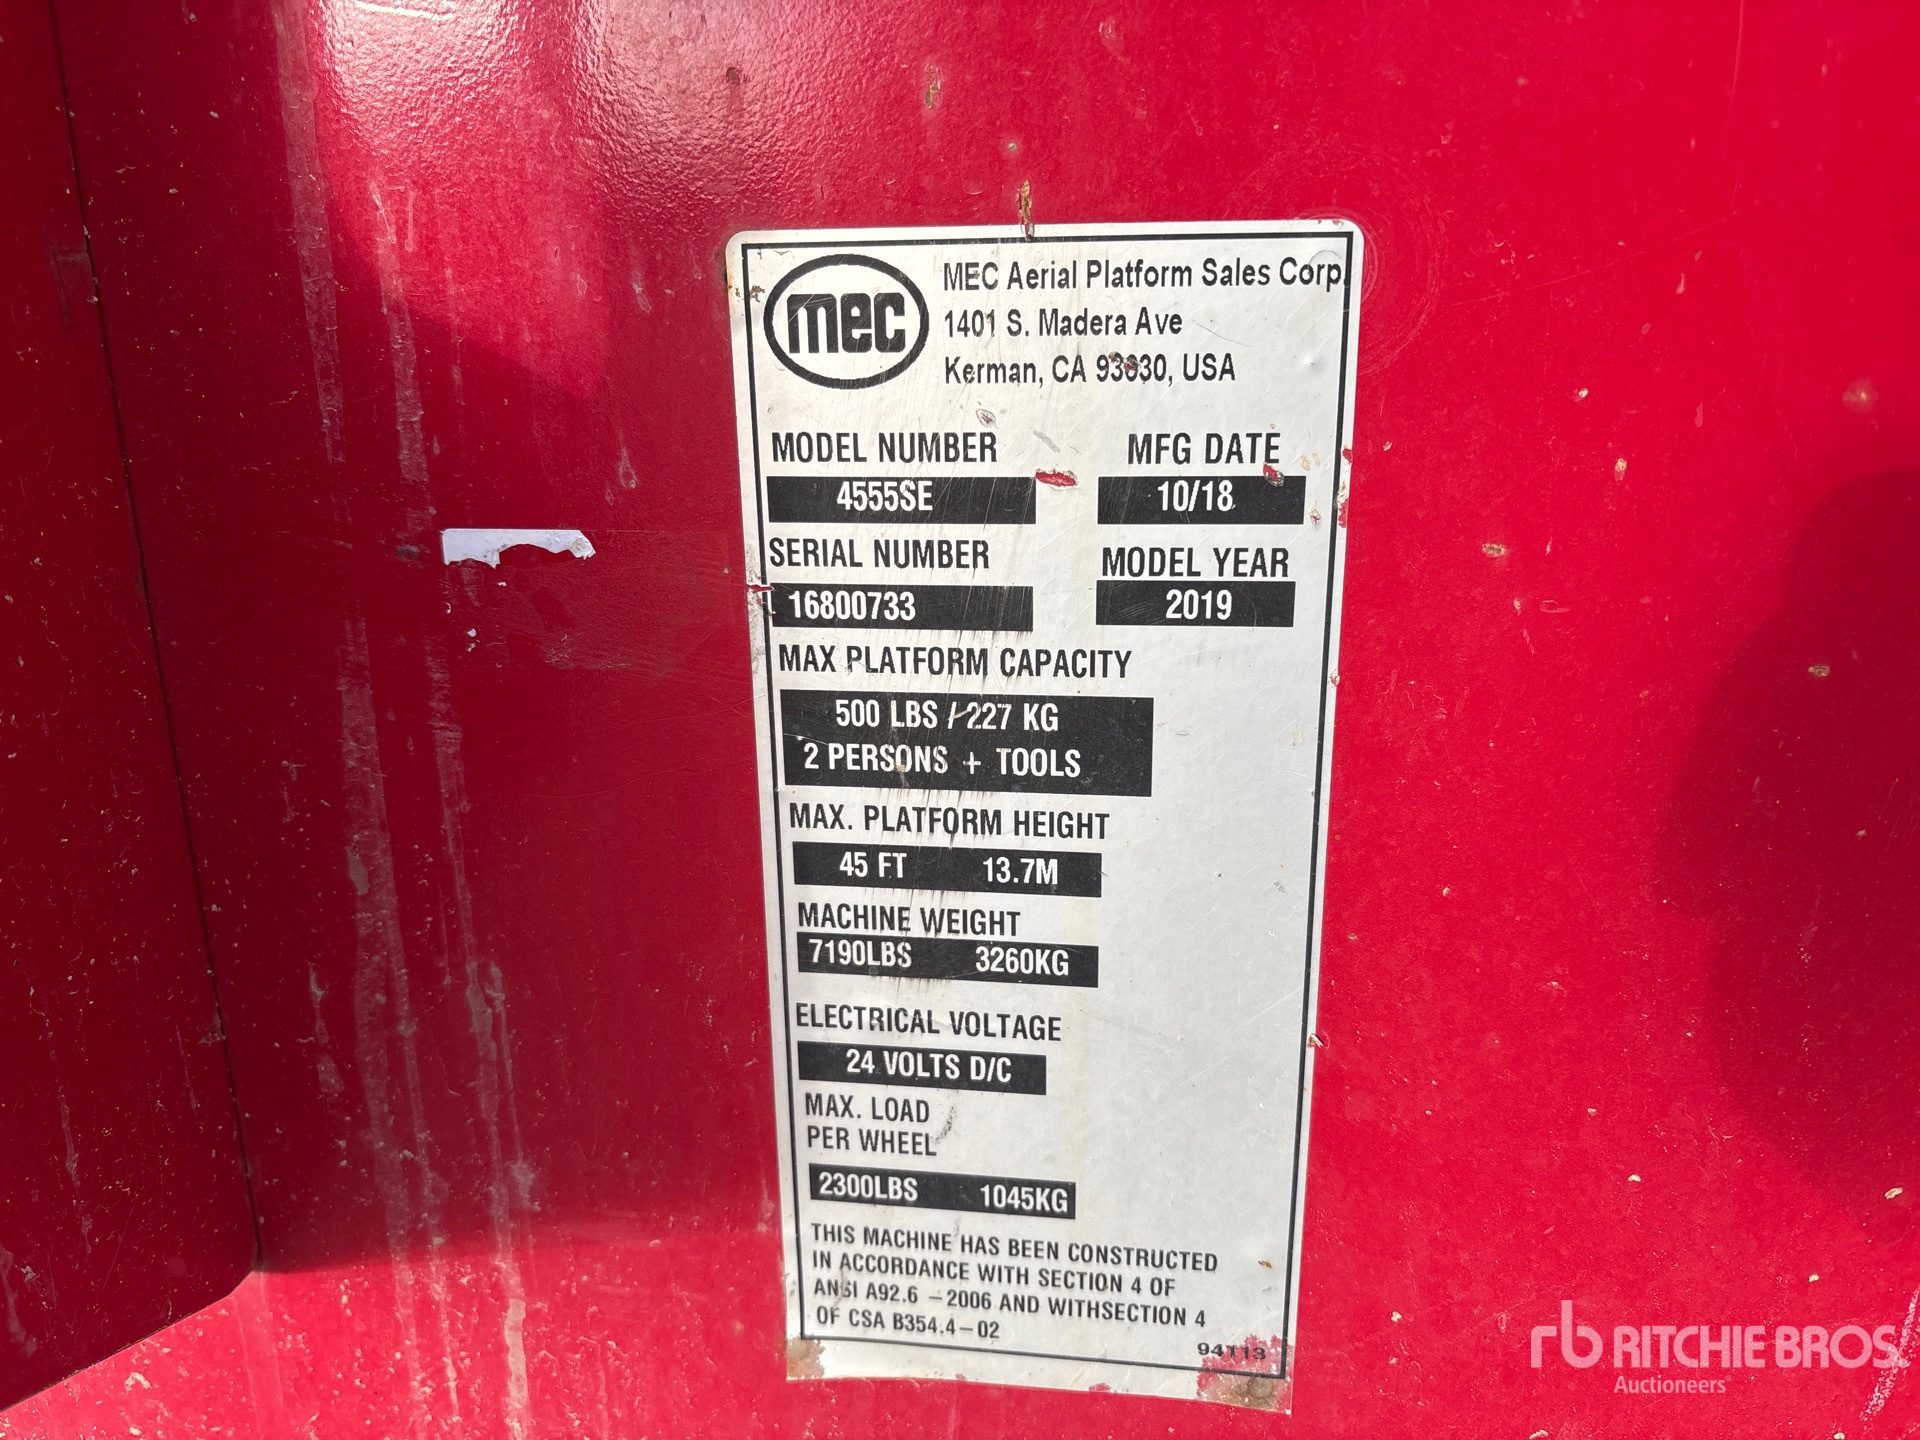 mec
MEC Aerial Platform Sales Corp.
1401 S. Madera Ave
Kerman, CA 93630, USA
MODEL NUMBER
4555SE
MFG DATE
10/18
SERIAL NUMBER
16800733
MODEL YEAR
2019
MAX PLATFORM CAPACITY
500 LBS / 227 KG
2 PERSONS + TOOLS
MAX. PLATFORM HEIGHT
45 FT 13.7M
MACHINE WEIGHT
7190LBS 3260KG
ELECTRICAL VOLTAGE
24 VOLTS D/C
MAX. LOAD
PER WHEEL
2300LBS 1045KG
THIS MACHINE HAS BEEN CONSTRUCTED
IN ACCORDANCE WITH SECTION 4 OF
ANSI A92.6 –2006 AND WITHSECTION 4
OF CSA B354.4–02
94113
rb RITCHIE BROS.
Auctioneers